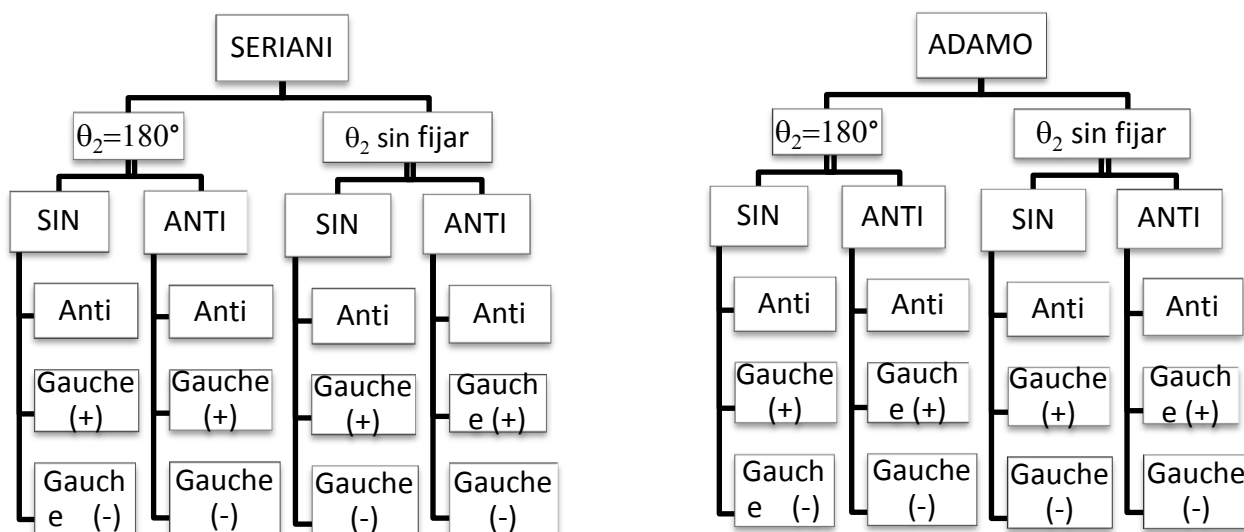 SERIANI
θ₂=180°
θ₂ sin fijar
SIN
ANTI
SIN
ANTI
Anti
Anti
Anti
Anti
Gauche
(+)
Gauche
(+)
Gauche
(+)
Gauch
e (+)
Gauch
e (-)
Gauche
(-)
Gauche
(-)
Gauche
(-)
ADAMO
θ₂=180°
θ₂ sin fijar
SIN
ANTI
SIN
ANTI
Anti
Anti
Anti
Anti
Gauche
(+)
Gauch
e (+)
Gauche
(+)
Gauch
e (+)
Gauch
e (-)
Gauche
(-)
Gauche
(-)
Gauche
(-)